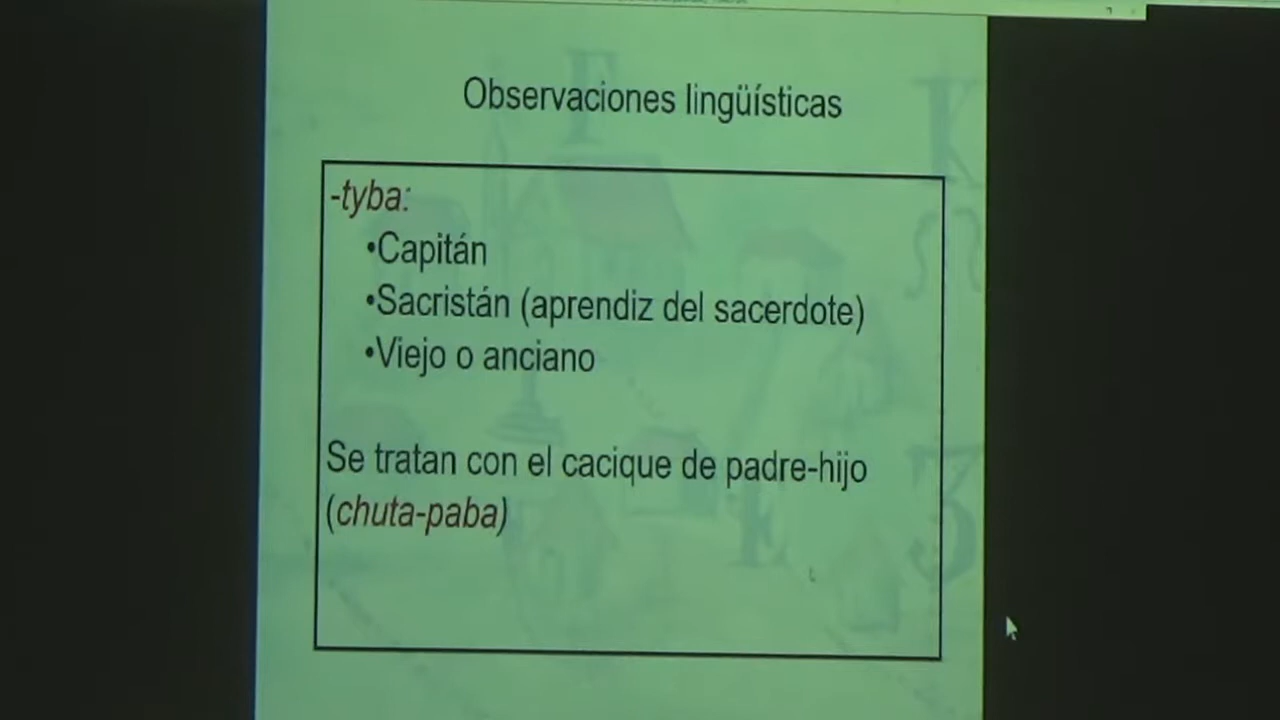 Observaciones lingüísticas
-tyba:
•Capitán
•Sacristán (aprendiz del sacerdote)
•Viejo o anciano
Se tratan con el cacique de padre-hijo
(chuta-paba)